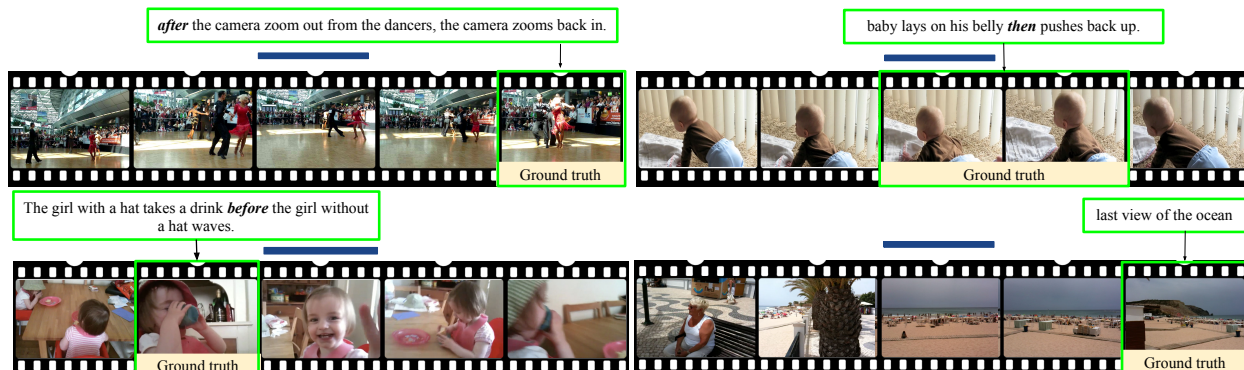 after the camera zoom out from the dancers, the camera zooms back in.
baby lays on his belly then pushes back up.
Ground truth
Ground truth
The girl with a hat takes a drink before the girl without
a hat waves.
last view of the ocean
Ground truth
Ground truth